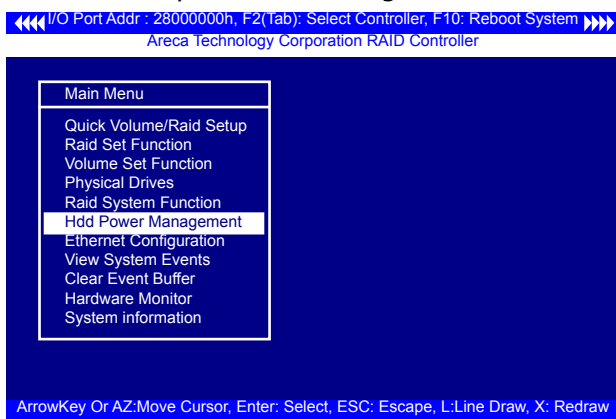 I/O Port Addr : 28000000h, F2(Tab): Select Controller, F10: Reboot System
Areca Technology Corporation RAID Controller
Main Menu
Quick Volume/Raid Setup
Raid Set Function
Volume Set Function
Physical Drives
Raid System Function
Hdd Power Management
Ethernet Configuration
View System Events
Clear Event Buffer
Hardware Monitor
System information
ArrowKey Or AZ:Move Cursor, Enter: Select, ESC: Escape, L:Line Draw, X: Redraw